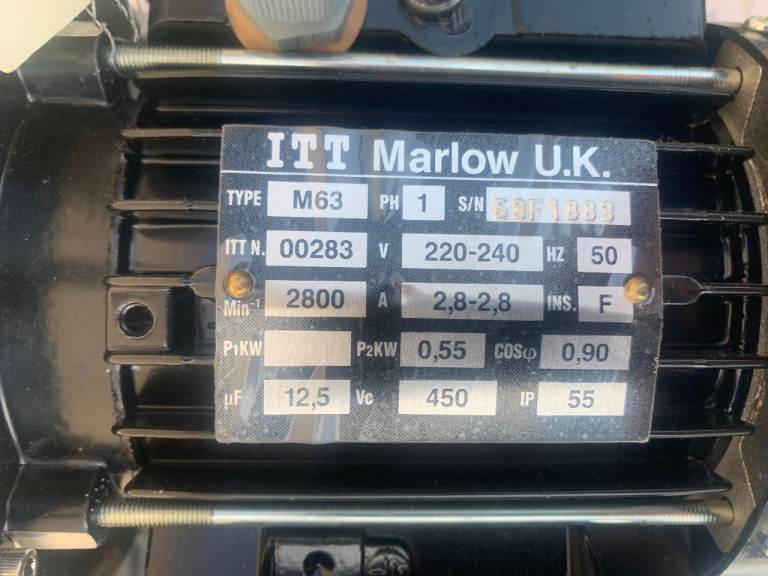 ITT Marlow U.K.
TYPE M63 PH 1 S/N
ITT N. 00283 V 220-240 HZ 50
Min⁻¹ 2800 A 2,8-2,8 INS. F
P₁KW P₂KW 0,55 COSφ 0,90
µF 12,5 Vc 450 IP 55